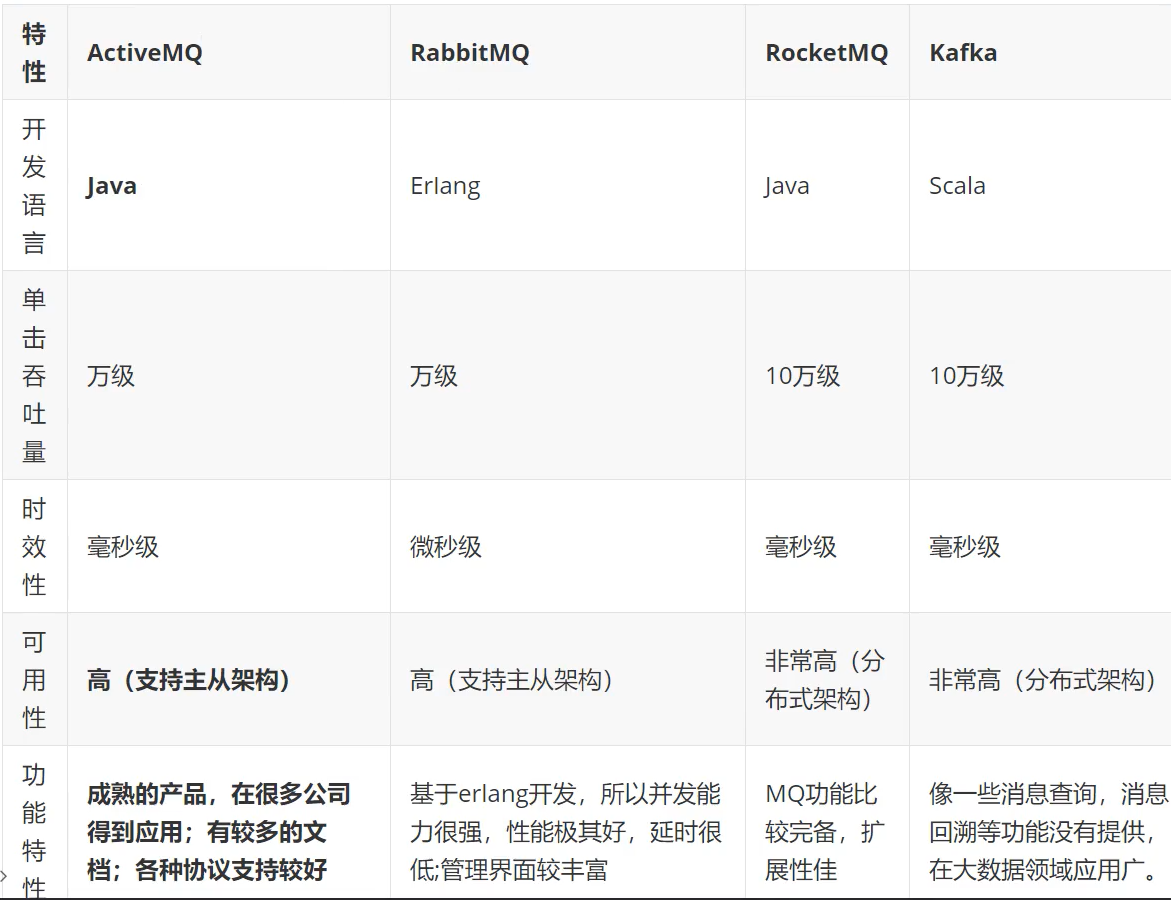 特
性
ActiveMQ
RabbitMQ
RocketMQ
Kafka
开
发
语
言
Java
Erlang
Java
Scala
单
击
吞
吐
量
万级
万级
10万级
10万级
时
效
性
毫秒级
微秒级
毫秒级
毫秒级
可
用
性
高（支持主从架构）
高（支持主从架构）
非常高（分
布式架构）
非常高（分布式架构）
功
能
特
性
成熟的产品，在很多公司
得到应用；有较多的文
档；各种协议支持较好
基于erlang开发，所以并发能
力很强，性能极其好，延时很
低;管理界面较丰富
MQ功能比
较完备，扩
展性佳
像一些消息查询，消息
回溯等功能没有提供，
在大数据领域应用广。